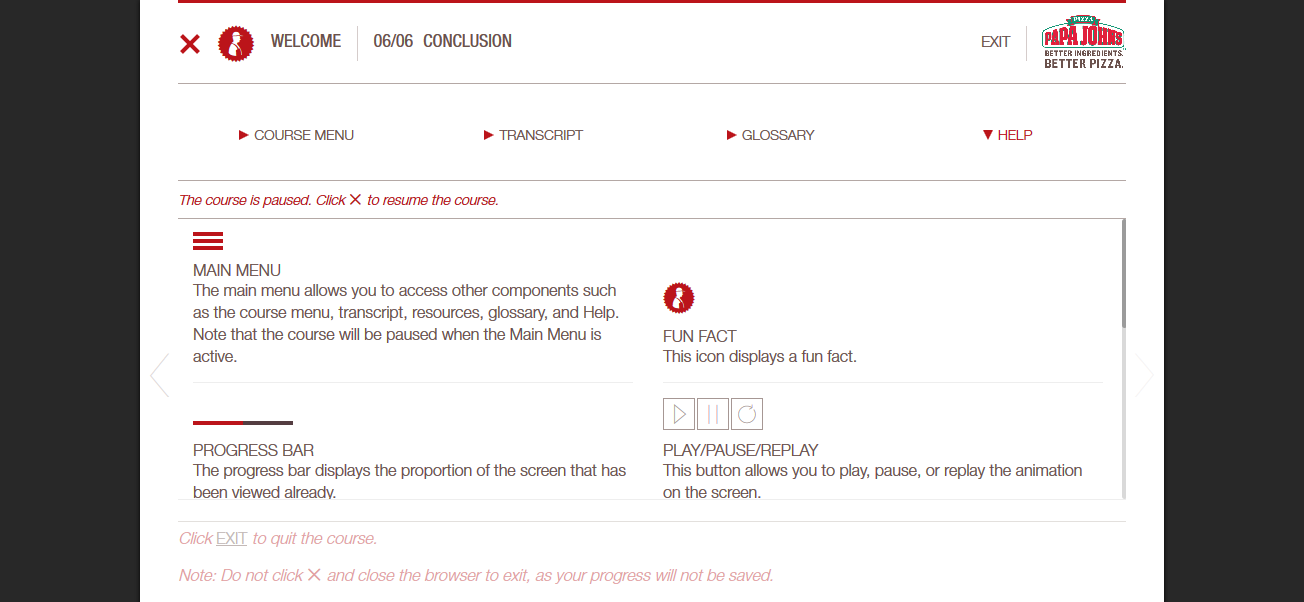 WELCOME 06/06 CONCLUSION EXIT
PIZZA
PAPA JOHNS
BETTER INGREDIENTS.
BETTER PIZZA.
COURSE MENU TRANSCRIPT GLOSSARY HELP
The course is paused. Click to resume the course.
MAIN MENU
The main menu allows you to access other components such
as the course menu, transcript, resources, glossary, and Help.
Note that the course will be paused when the Main Menu is
active.
FUN FACT
This icon displays a fun fact.
PROGRESS BAR
The progress bar displays the proportion of the screen that has
been viewed already.
PLAY/PAUSE/REPLAY
This button allows you to play, pause, or replay the animation
on the screen.
Click EXIT to quit the course.
Note: Do not click and close the browser to exit, as your progress will not be saved.